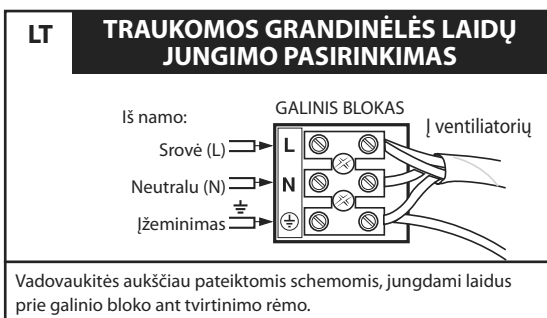 LT
TRAUKOMOS GRANDINĖLĖS LAIDŲ
JUNGIMO PASIRINKIMAS
Iš namo:
GALINIS BLOKAS
Į ventiliatorių
Srovė (L)
L
Neutralu (N)
N
Įžeminimas
Vadovaukitės aukščiau pateiktomis schemomis, jungdami laidus
prie galinio bloko ant tvirtinimo rėmo.